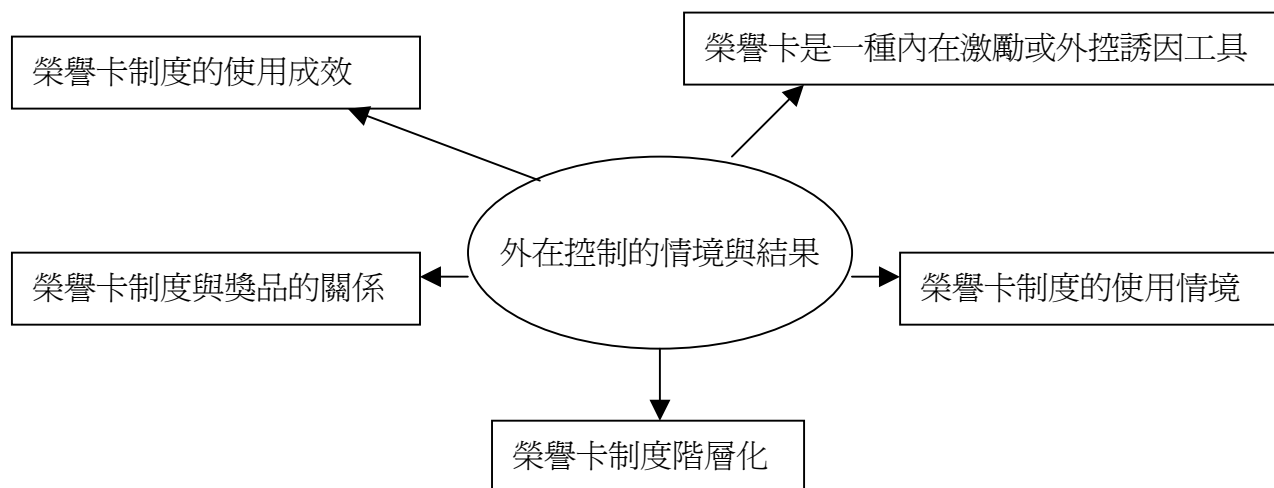 榮譽卡是一種內在激勵或外控誘因工具
榮譽卡制度的使用成效
外在控制的情境與結果
榮譽卡制度與獎品的關係
榮譽卡制度的使用情境
榮譽卡制度階層化